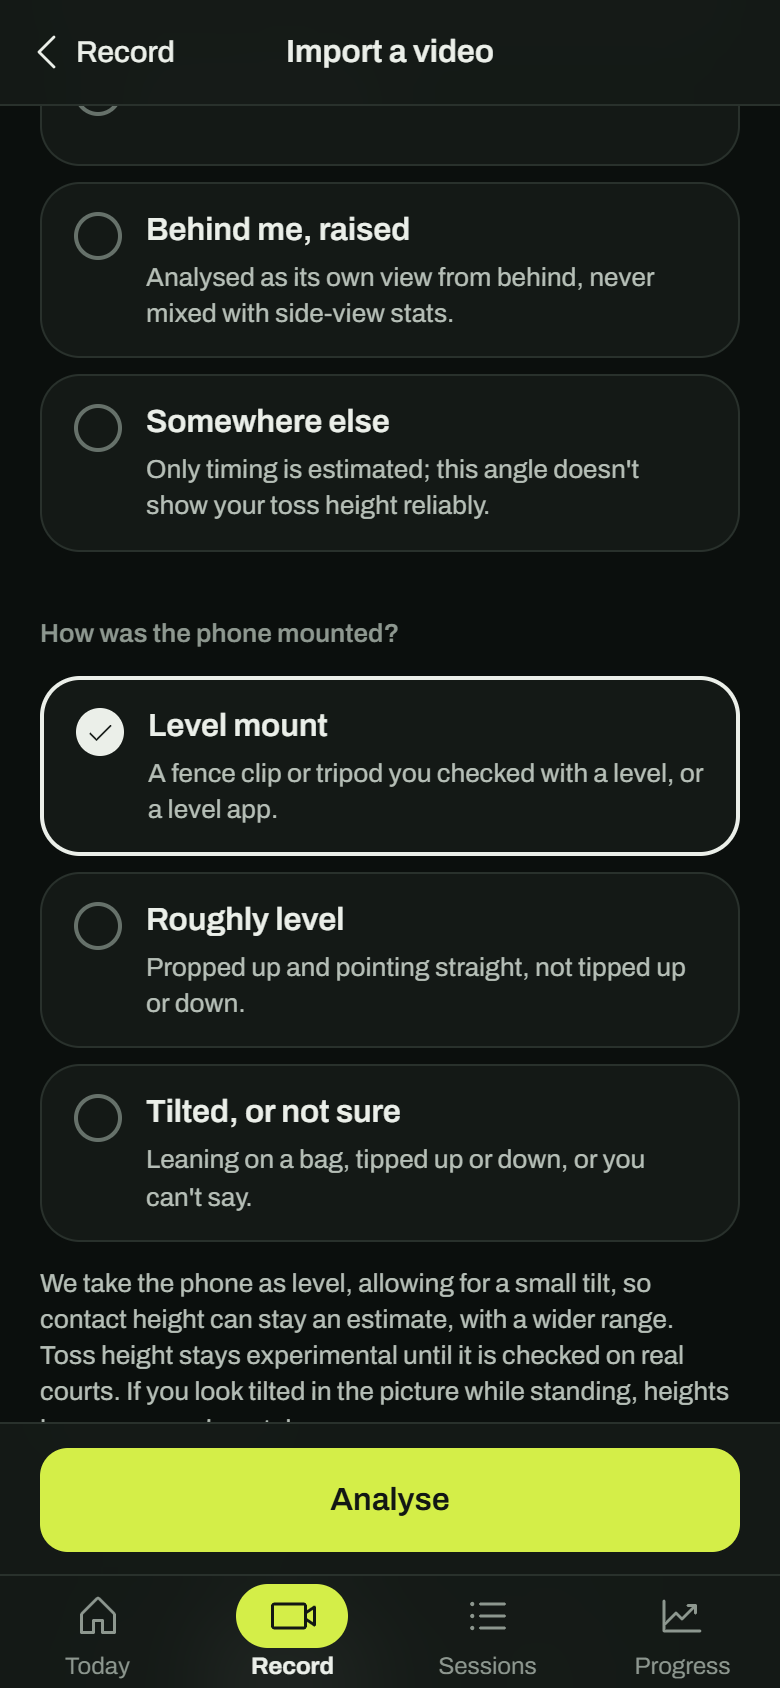 Record
Import a video
Behind me, raised
Analysed as its own view from behind, never
mixed with side-view stats.
Somewhere else
Only timing is estimated; this angle doesn't
show your toss height reliably.
How was the phone mounted?
Level mount
A fence clip or tripod you checked with a level, or
a level app.
Roughly level
Propped up and pointing straight, not tipped up
or down.
Tilted, or not sure
Leaning on a bag, tipped up or down, or you
can't say.
We take the phone as level, allowing for a small tilt, so
contact height can stay an estimate, with a wider range.
Toss height stays experimental until it is checked on real
courts. If you look tilted in the picture while standing, heights
Analyse
Today
Record
Sessions
Progress